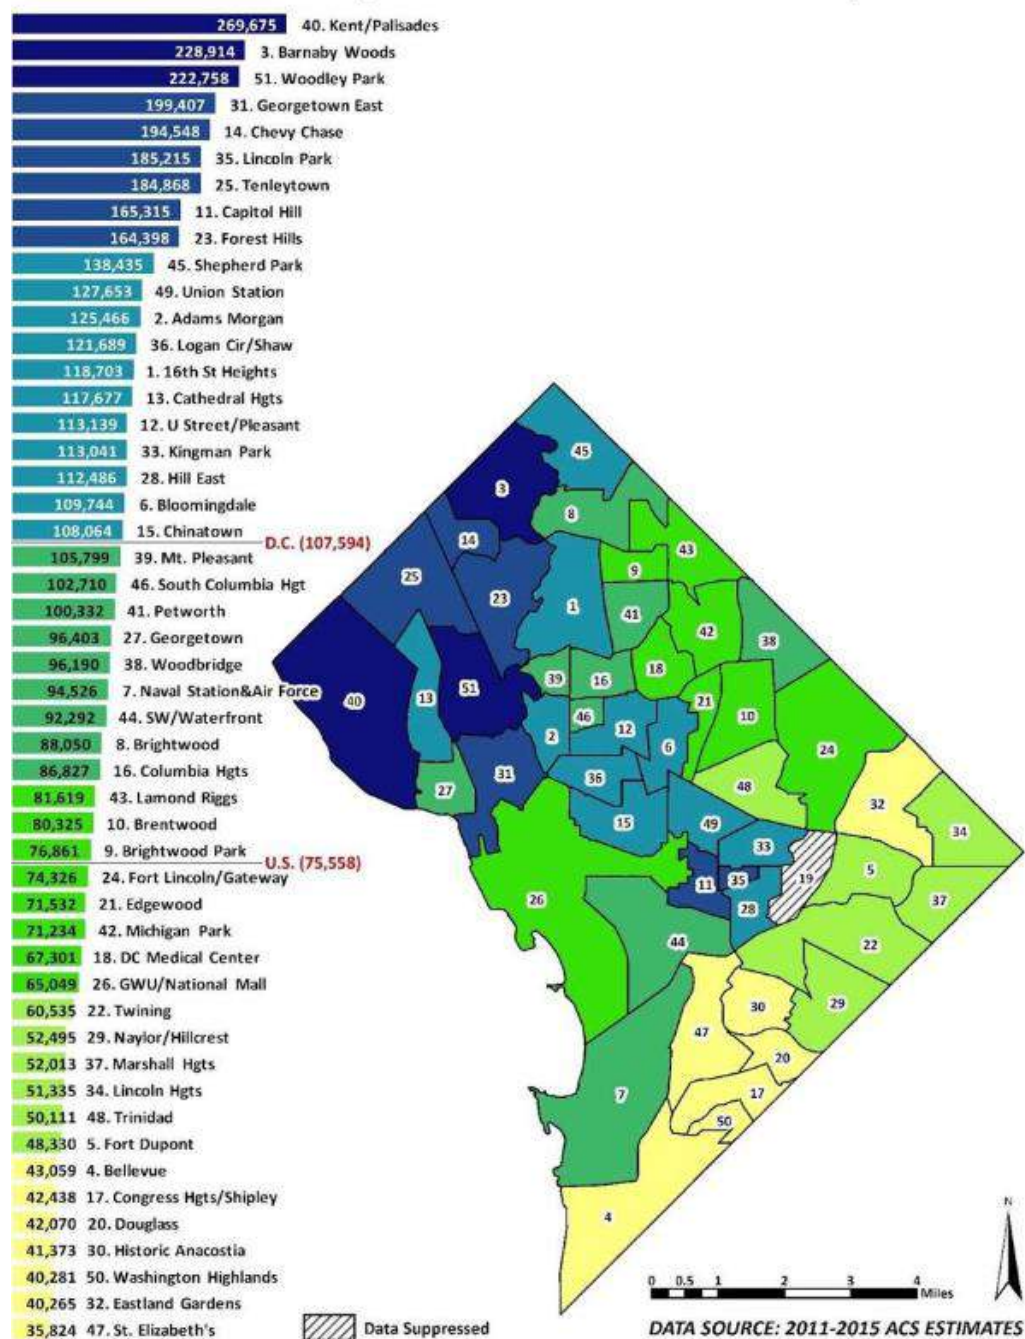 269,675 40. Kent/Palisades
228,914 3. Barnaby Woods
222,758 51. Woodley Park
199,407 31. Georgetown East
194,548 14. Chevy Chase
185,215 35. Lincoln Park
184,868 25. Tenleytown
165,315 11. Capitol Hill
164,398 23. Forest Hills
138,435 45. Shepherd Park
127,653 49. Union Station
125,466 2. Adams Morgan
121,689 36. Logan Cir/Shaw
118,703 1. 16th St Heights
117,677 13. Cathedral Hgts
113,139 12. U Street/Pleasant
113,041 33. Kingman Park
112,486 28. Hill East
109,744 6. Bloomingdale
108,064 15. Chinatown
D.C. (107,594)
105,799 39. Mt. Pleasant
102,710 46. South Columbia Hgt
100,332 41. Petworth
96,403 27. Georgetown
96,190 38. Woodbridge
94,526 7. Naval Station&Air Force
92,292 44. SW/Waterfront
88,050 8. Brightwood
86,827 16. Columbia Hgts
81,619 43. Lamond Riggs
80,325 10. Brentwood
76,861 9. Brightwood Park
U.S. (75,558)
74,326 24. Fort Lincoln/Gateway
71,532 21. Edgewood
71,234 42. Michigan Park
67,301 18. DC Medical Center
65,049 26. GWU/National Mall
60,535 22. Twining
52,495 29. Naylor/Hillcrest
52,013 37. Marshall Hgts
51,335 34. Lincoln Hgts
50,111 48. Trinidad
48,330 5. Fort Dupont
43,059 4. Bellevue
42,438 17. Congress Hgts/Shipley
42,070 20. Douglass
41,373 30. Historic Anacostia
40,281 50. Washington Highlands
40,265 32. Eastland Gardens
35,824 47. St. Elizabeth's
45
3
8
14
43
25
9
23
1
41
42
38
18
39
16
51
40
13
21
10
46
12
2
6
24
31
36
48
27
32
15
49
34
33
5
19
35
11
26
28
37
44
22
29
30
47
20
7
17
50
4
N
0 0.5 1 2 3 4
Miles
Data Suppressed
DATA SOURCE: 2011-2015 ACS ESTIMATES